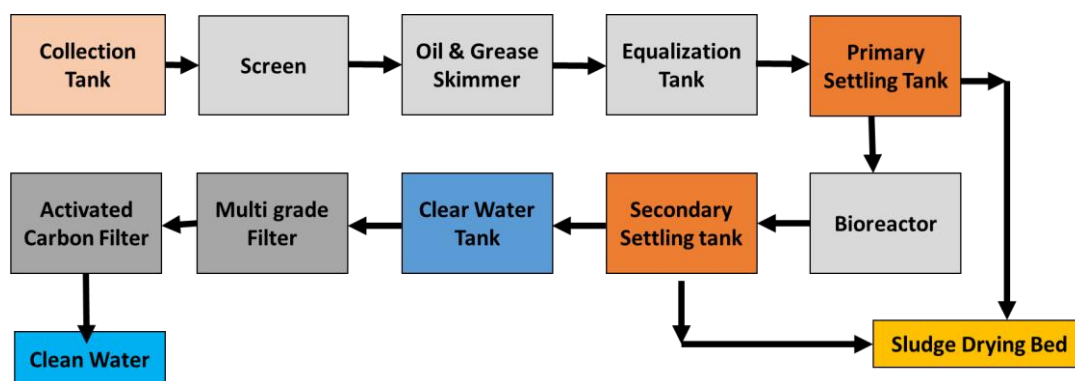 Collection
Tank
Screen
Oil & Grease
Skimmer
Equalization
Tank
Primary
Settling Tank
Activated
Carbon Filter
Multi grade
Filter
Clear Water
Tank
Secondary
Settling tank
Bioreactor
Clean Water
Sludge Drying Bed